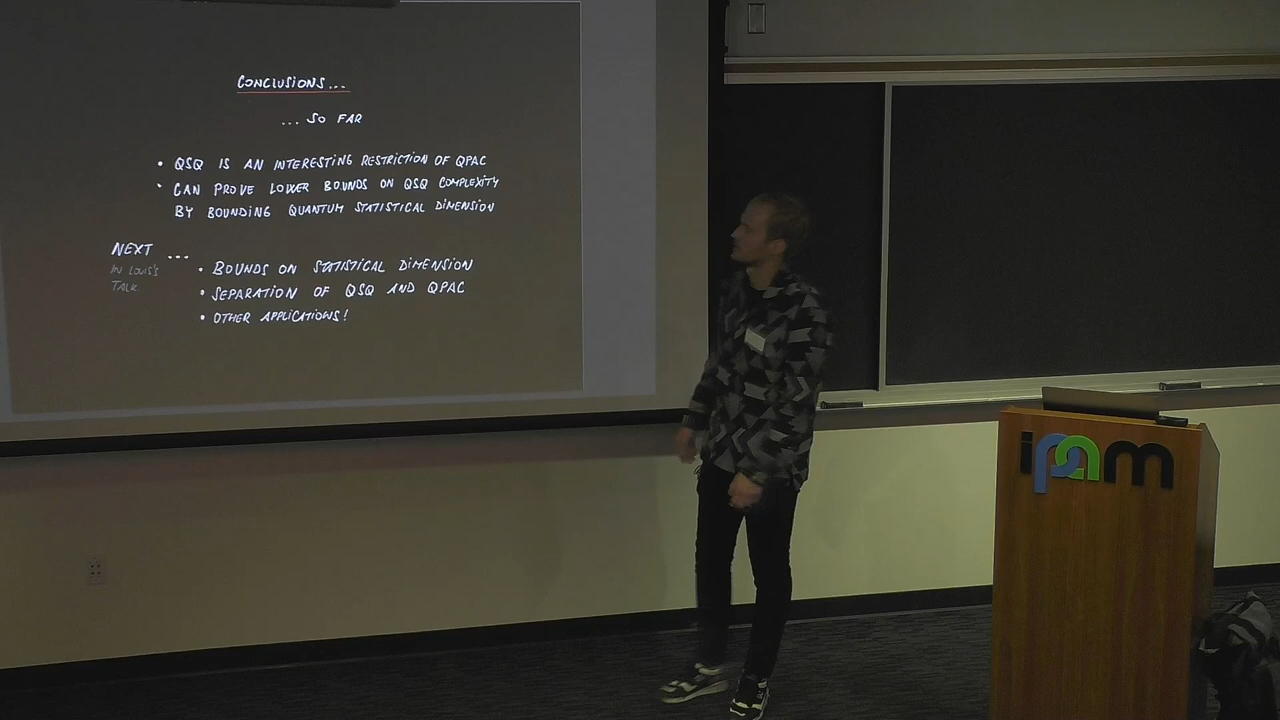 CONCLUSIONS...
... SO FAR
• QSQ IS AN INTERESTING RESTRICTION OF QPAC
• CAN PROVE LOWER BOUNDS ON QSQ COMPLEXITY
BY BOUNDING QUANTUM STATISTICAL DIMENSION
NEXT ...
IN LOUIS'S
TALK
• BOUNDS ON STATISTICAL DIMENSION
• SEPARATION OF QSQ AND QPAC
• OTHER APPLICATIONS!
ipam